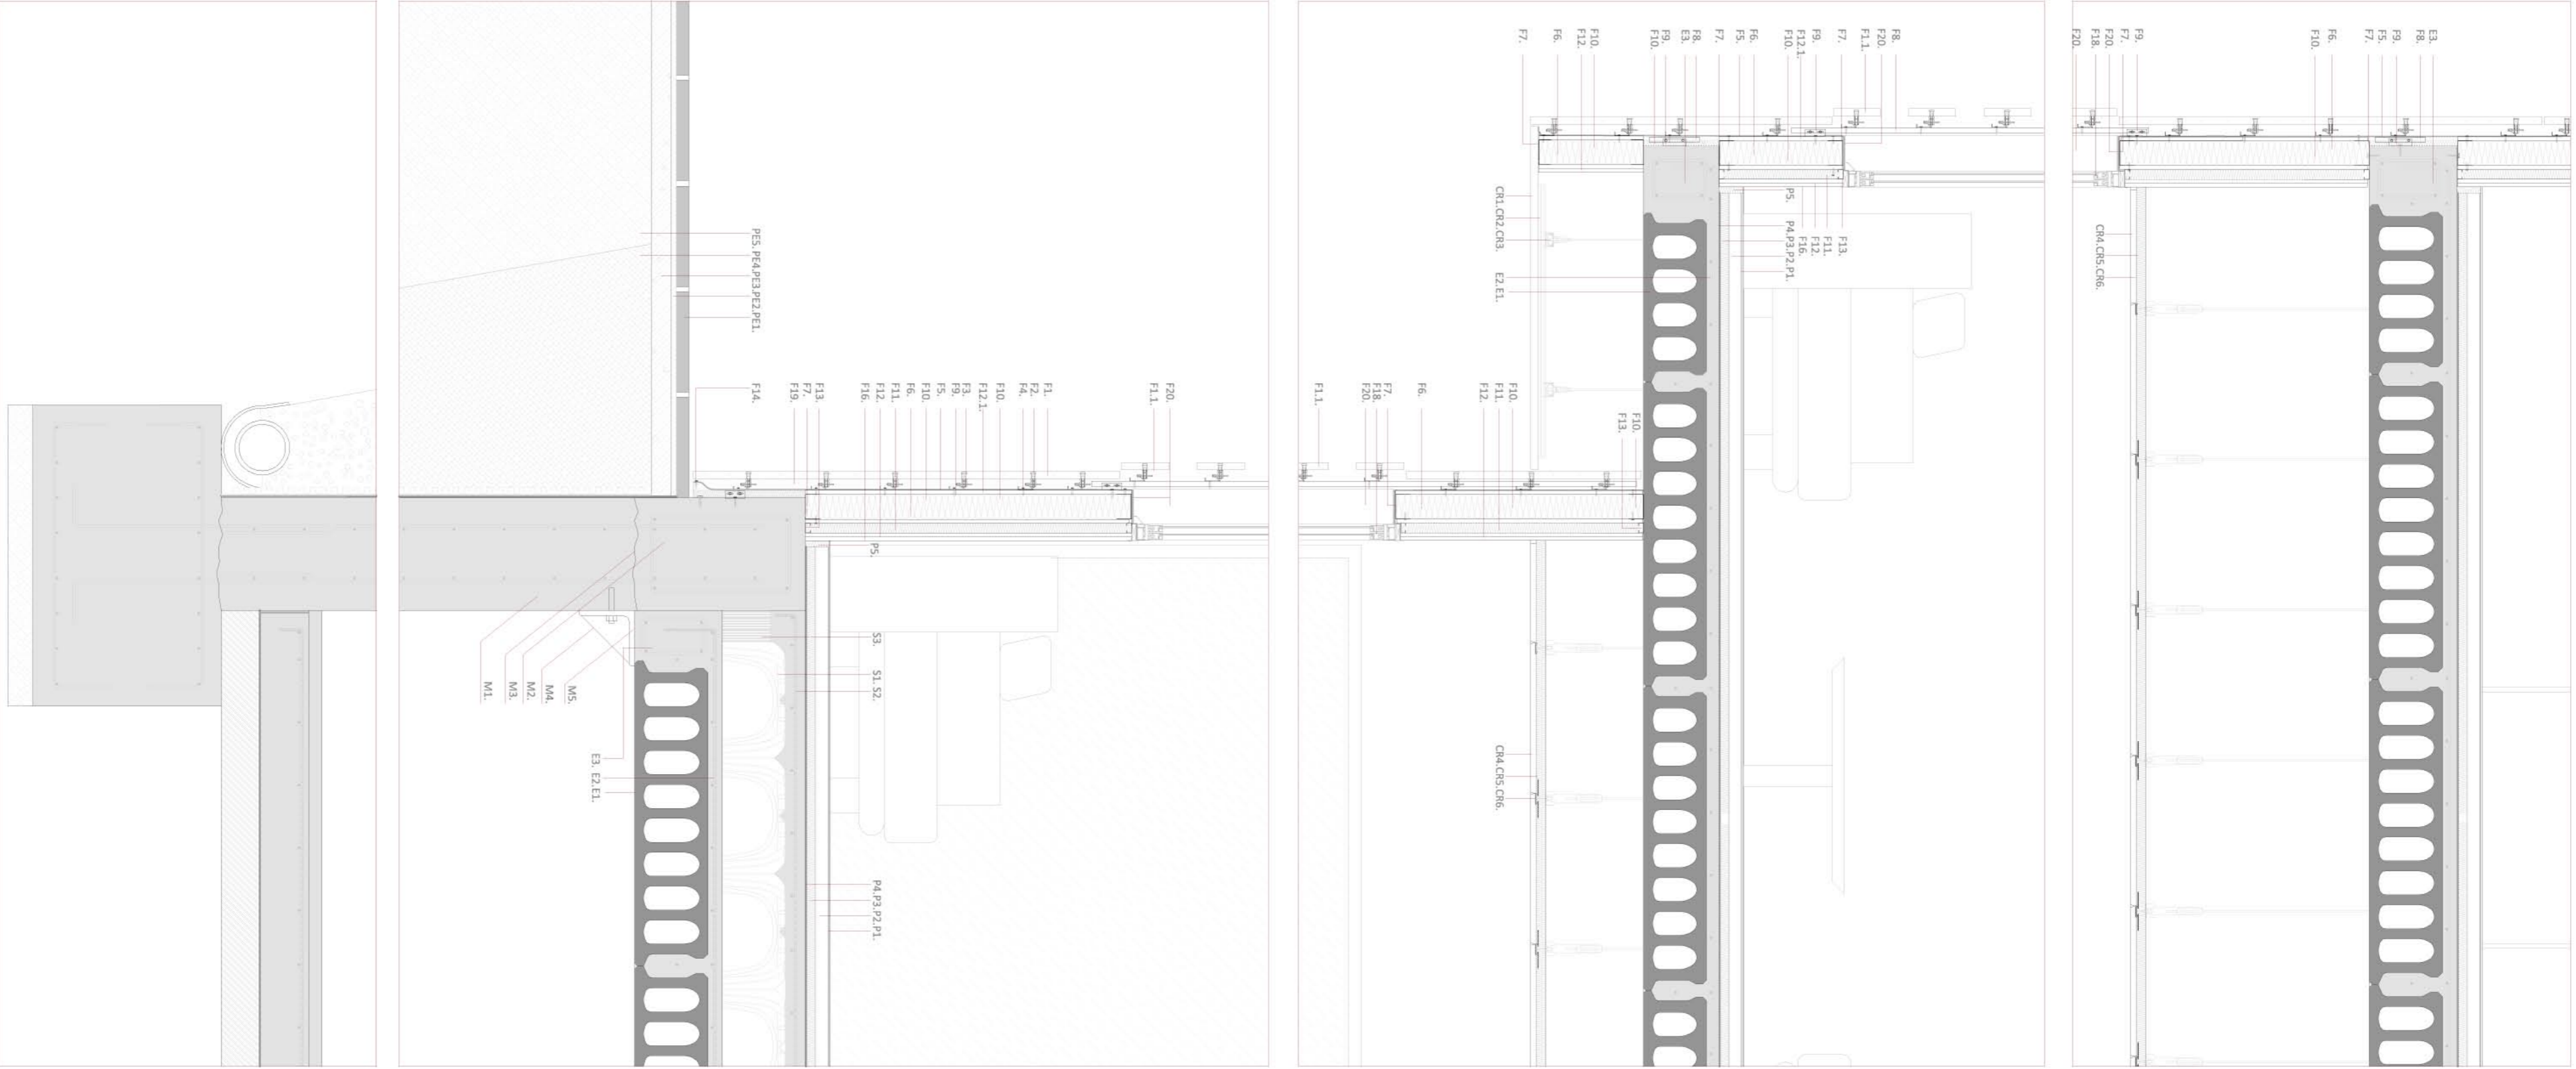 E3.
F8.
F9.
F5.
F7.
F6.
F10.
F9.
F7.
F20.
F18.
F20.
CR4.CR5.CR6.
F8.
F20.
F1.1.
F7.
F9.
F12.1.
F10.
F6.
F5.
F7.
F8.
E3.
F9.
F10.
F10.
F12.
F6.
F7.
F13.
F11.
F12.
F16.
P5. P4.P3.P2.P1.
CR1.CR2.CR3. E2.E1.
F10.
F13.
F10.
F11.
F12.
F6.
F7.
F18.
F20.
F1.1.
CR4.CR5.CR6.
F20.
F1.1.
F1.
F2.
F4.
F10.
F12.1.
F3.
F9.
F5.
F10.
F6.
F11.
F12.
F16.
F13.
F7.
F19.
F14.
P5.
S3. S1. S2. P4.P3.P2.P1.
PE5. PE4.PE3.PE2.PE1.
E3. E2.E1.
M5.
M4.
M2.
M3.
M1.